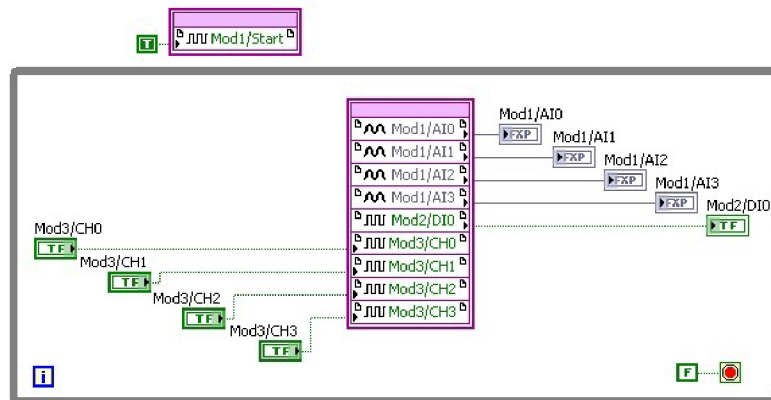 T
Mod1/Start
Mod1/AI0
Mod1/AI1
Mod1/AI2
Mod1/AI3
Mod2/DI0
Mod3/CH0
Mod3/CH1
Mod3/CH2
Mod3/CH3
Mod1/AI0
FXP
Mod1/AI1
FXP
Mod1/AI2
FXP
Mod1/AI3
FXP
Mod2/DI0
TF
Mod3/CH0
TF
Mod3/CH1
TF
Mod3/CH2
TF
Mod3/CH3
TF
i
F